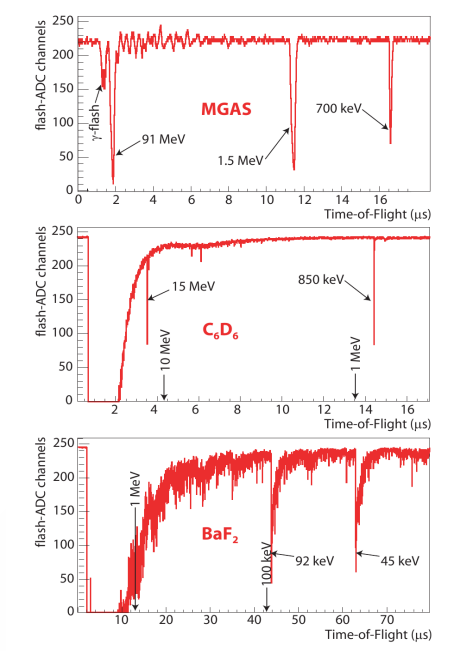 flash-ADC channels
250
200
150
100
50
0
γ-flash
91 MeV
MGAS
1.5 MeV
700 keV
0 2 4 6 8 10 12 14 16
Time-of-Flight (μs)
flash-ADC channels
250
200
150
100
50
0
15 MeV
10 MeV
C₆D₆
850 keV
1 MeV
2 4 6 8 10 12 14 16
Time-of-Flight (μs)
flash-ADC channels
250
200
150
100
50
0
1 MeV
BaF₂
100 keV
92 keV
45 keV
10 20 30 40 50 60 70
Time-of-Flight (μs)